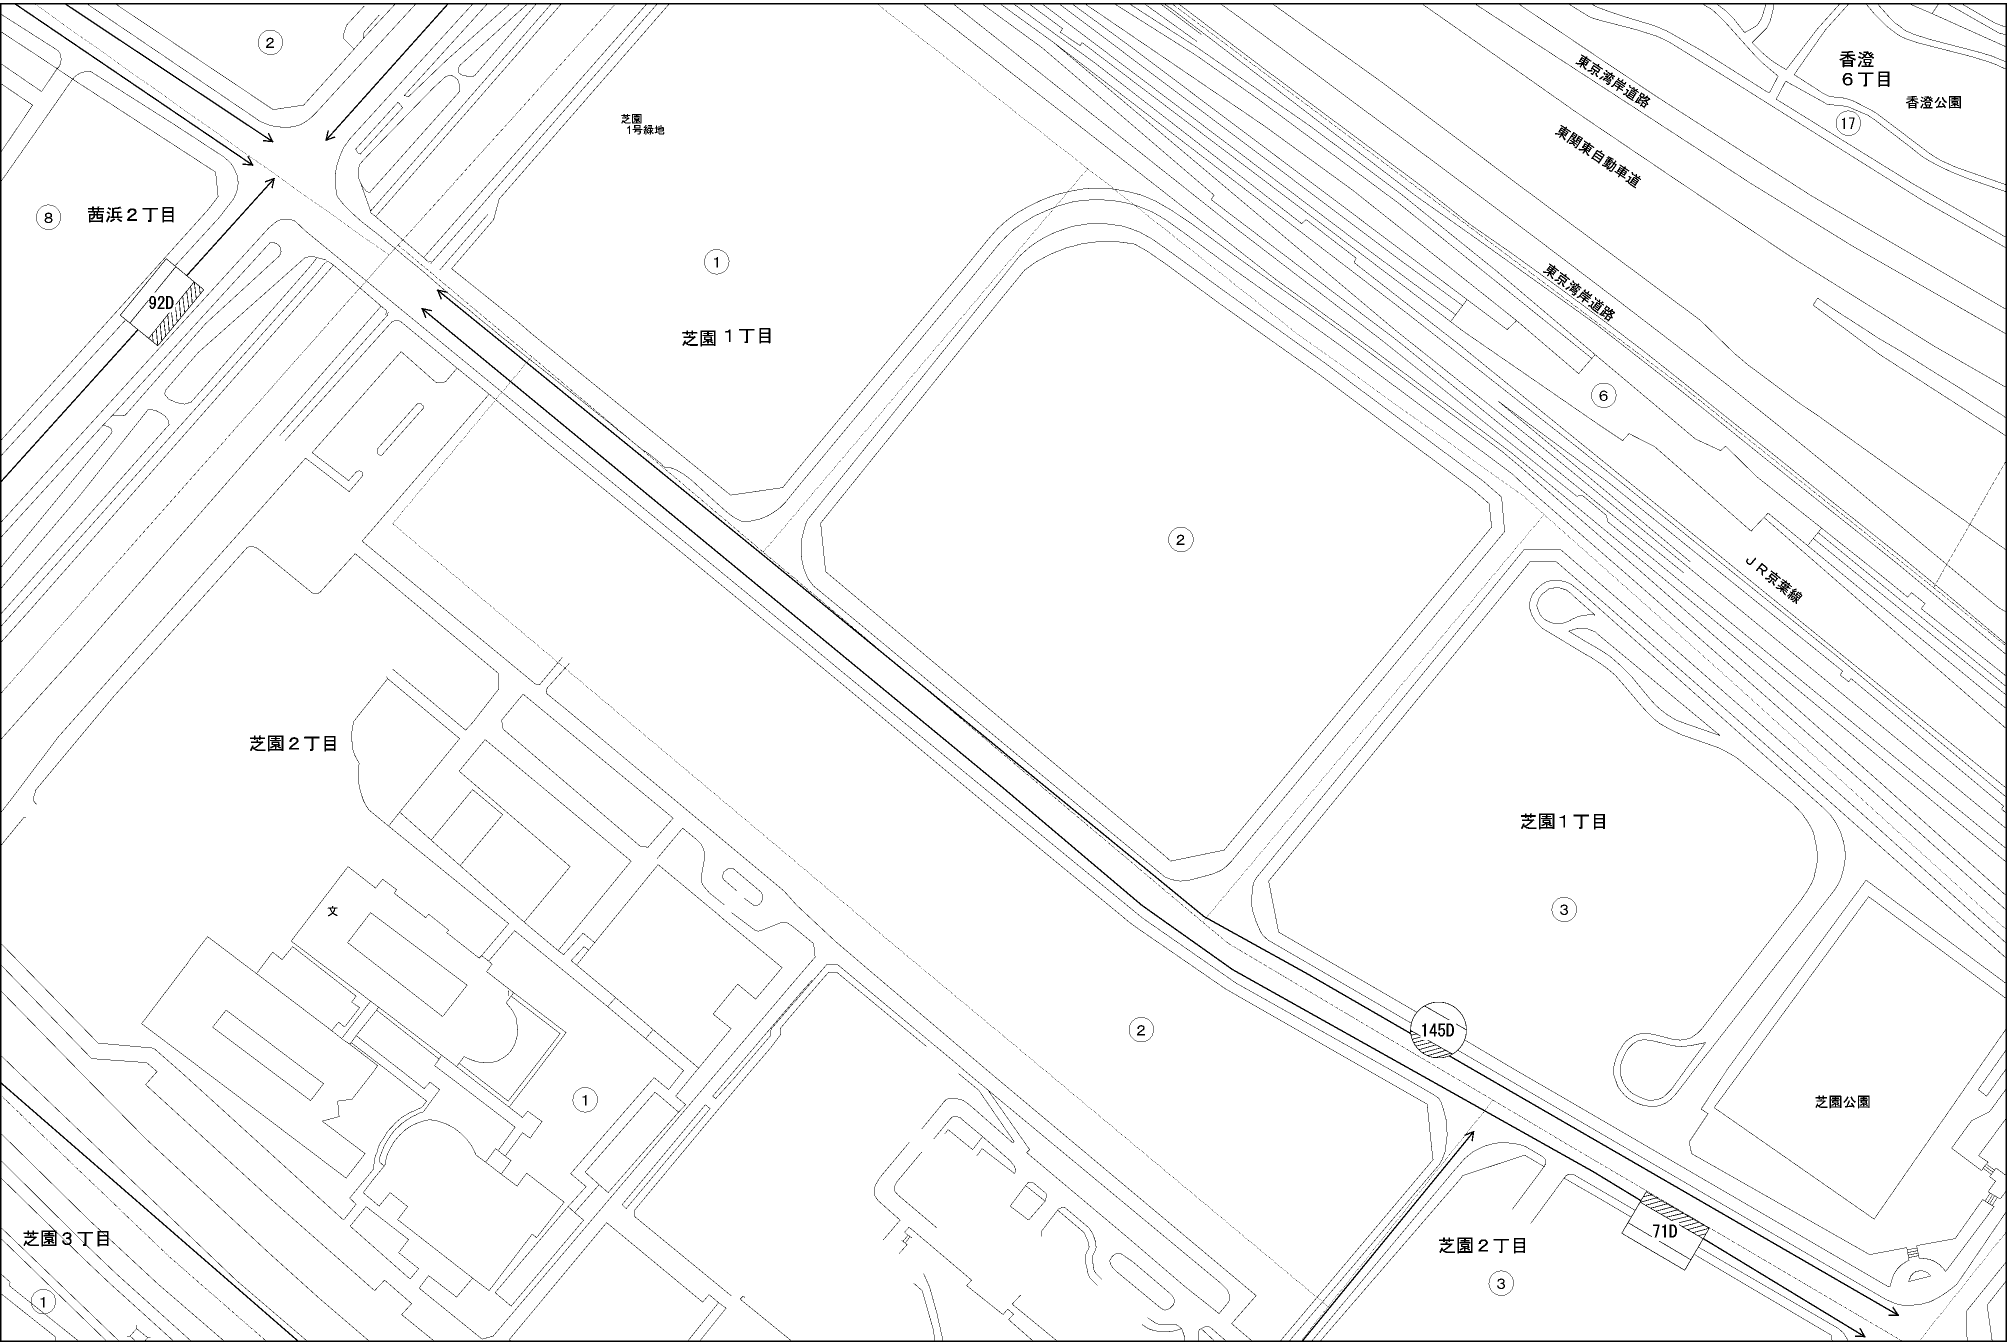 2
芝園
1号緑地
東京湾岸道路
香澄
6丁目
香澄公園
17
東関東自動車道
8
茜浜2丁目
1
92D
芝園1丁目
東京湾岸道路
6
2
JR京葉線
芝園2丁目
芝園1丁目
文
3
2
145D
1
芝園公園
芝園3丁目
71D
芝園2丁目
3
1